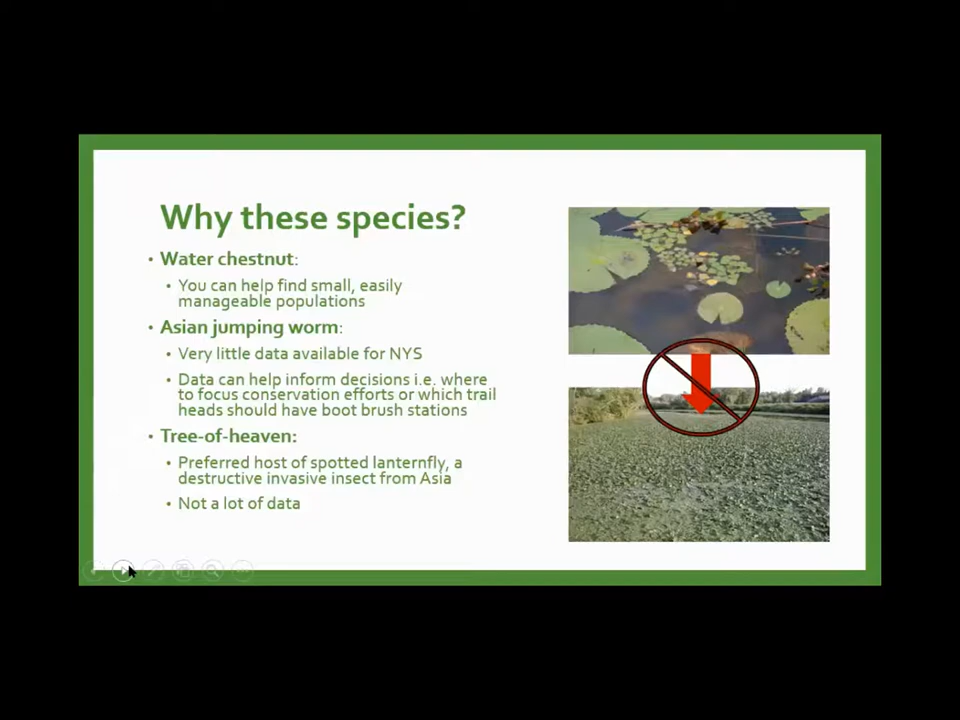 Why these species?
• Water chestnut:
• You can help find small, easily
manageable populations
• Asian jumping worm:
• Very little data available for NYS
• Data can help inform decisions i.e. where
to focus conservation efforts or which trail
heads should have boot brush stations
• Tree-of-heaven:
• Preferred host of spotted lanternfly, a
destructive invasive insect from Asia
• Not a lot of data